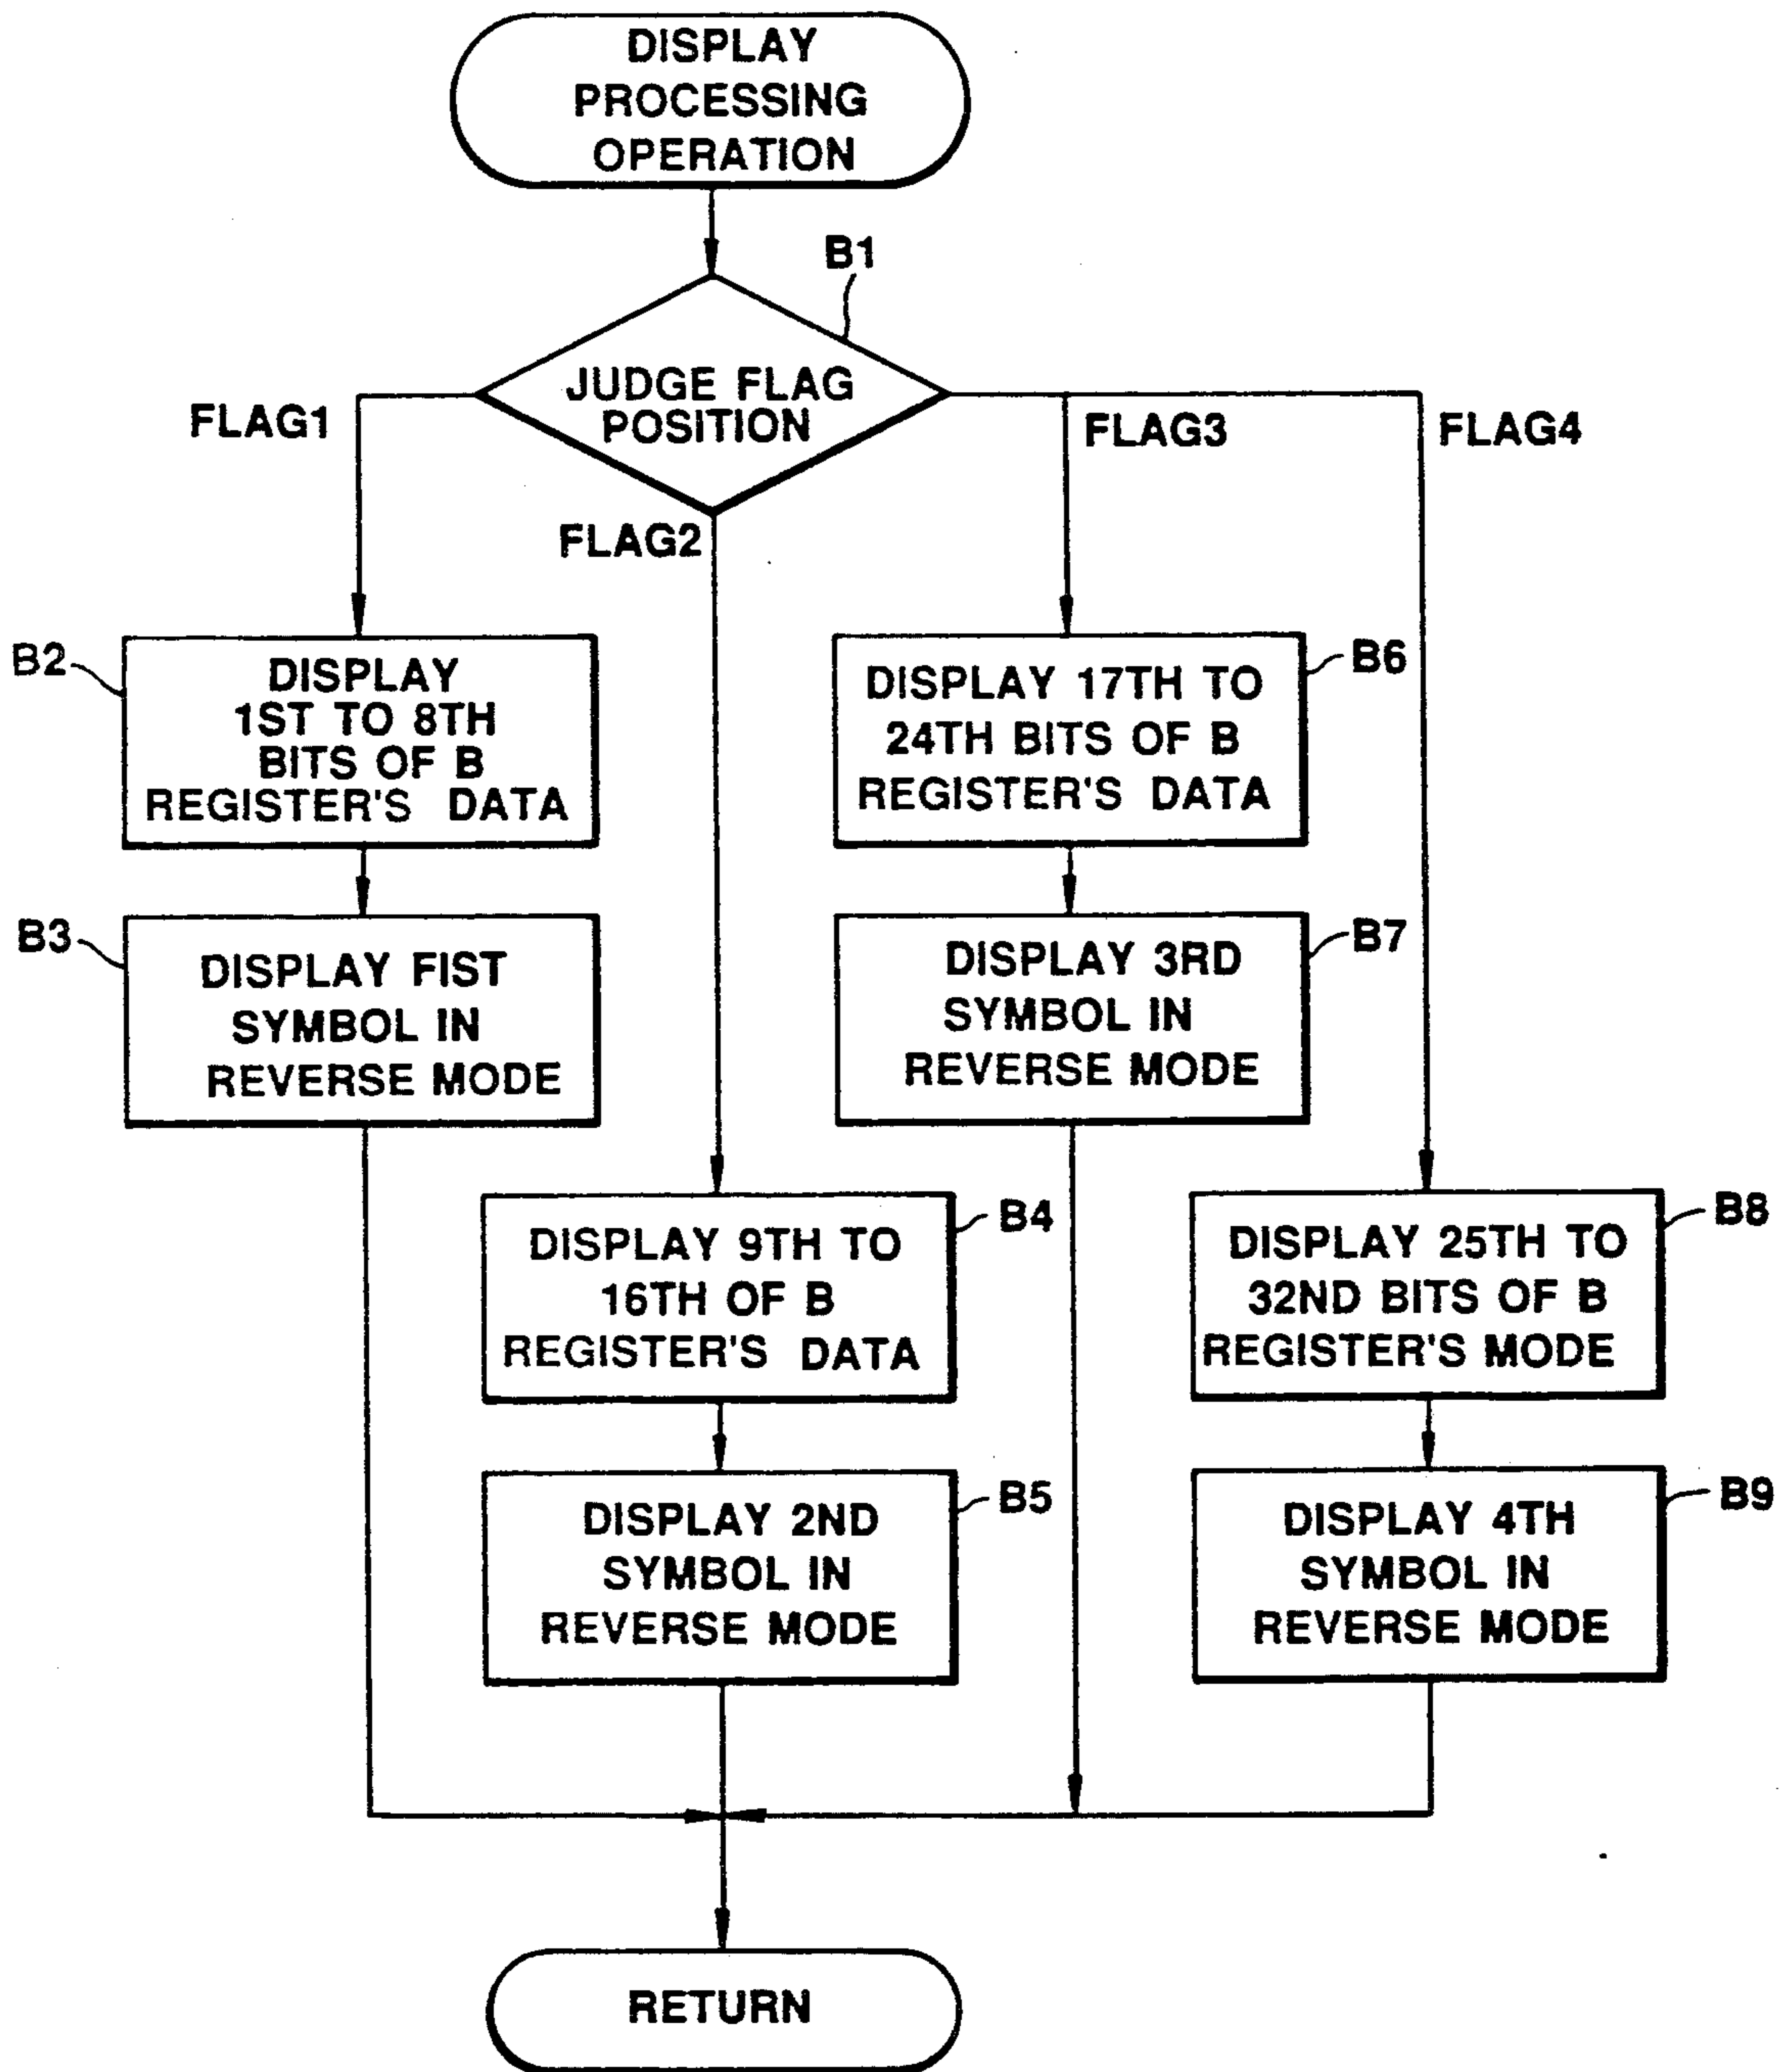 DISPLAY
PROCESSING
OPERATION
B1
JUDGE FLAG
POSITION
FLAG1
FLAG2
FLAG3
FLAG4
B2
DISPLAY
1ST TO 8TH
BITS OF B
REGISTER'S DATA
B3
DISPLAY FIST
SYMBOL IN
REVERSE MODE
B4
DISPLAY 9TH TO
16TH OF B
REGISTER'S DATA
B5
DISPLAY 2ND
SYMBOL IN
REVERSE MODE
B6
DISPLAY 17TH TO
24TH BITS OF B
REGISTER'S DATA
B7
DISPLAY 3RD
SYMBOL IN
REVERSE MODE
B8
DISPLAY 25TH TO
32ND BITS OF B
REGISTER'S MODE
B9
DISPLAY 4TH
SYMBOL IN
REVERSE MODE
RETURN